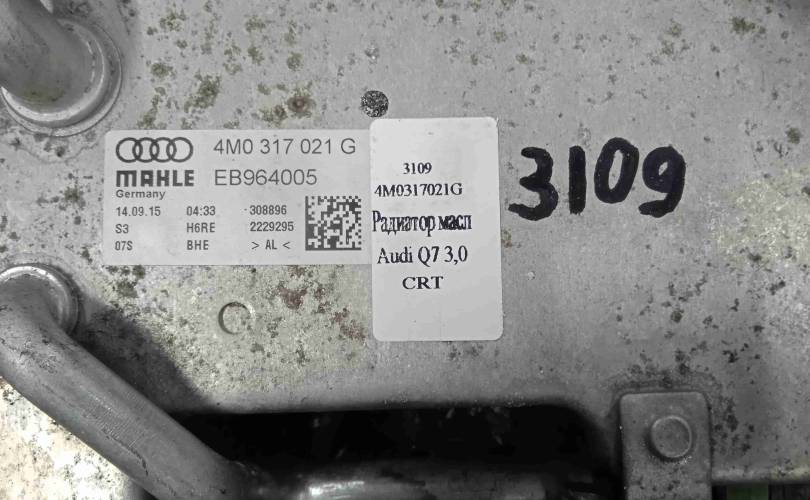 4M0 317 021 G
MAHLE EB964005
Germany
14.09.15 04:33 308896
S3 H6RE 2229295
07S BHE > AL <
3109
4M0317021G
Радиатор масл
Audi Q7 3,0
CRT
3109